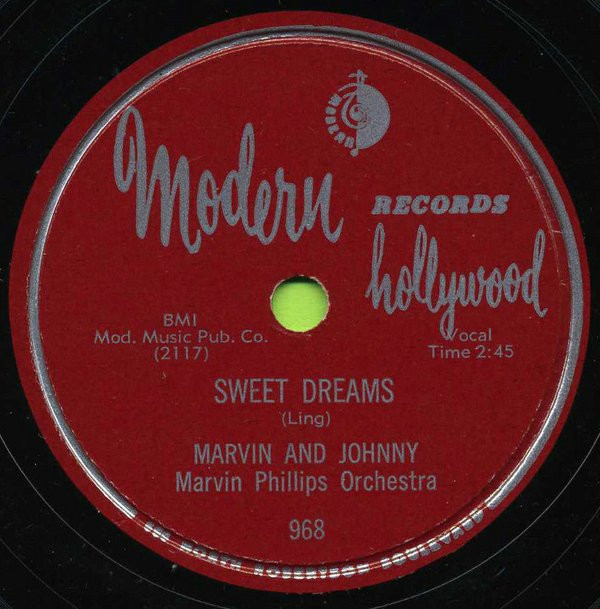 MODERN
Modern
RECORDS
hollywood
BMI
Mod. Music Pub. Co.
(2117)
Vocal
Time 2:45
SWEET DREAMS
(Ling)
MARVIN AND JOHNNY
Marvin Phillips Orchestra
968